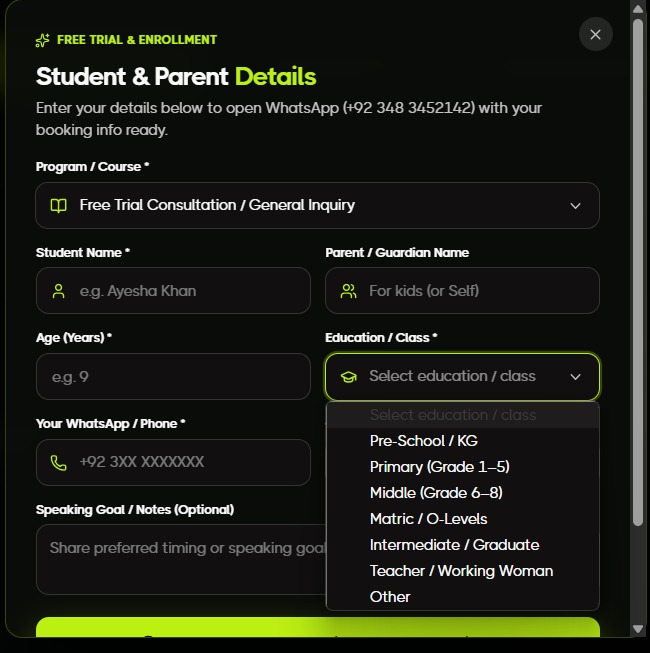 FREE TRIAL & ENROLLMENT
Student & Parent Details
Enter your details below to open WhatsApp (+92 348 3452142) with your
booking info ready.
Program / Course *
Free Trial Consultation / General Inquiry
Student Name *
Parent / Guardian Name
e.g. Ayesha Khan
For kids (or Self)
Age (Years) *
Education / Class *
e.g. 9
Select education / class
Select education / class
Pre-School / KG
Primary (Grade 1–5)
Middle (Grade 6–8)
Matric / O-Levels
Intermediate / Graduate
Teacher / Working Woman
Other
Your WhatsApp / Phone *
+92 3XX XXXXXXX
Speaking Goal / Notes (Optional)
Share preferred timing or speaking goal